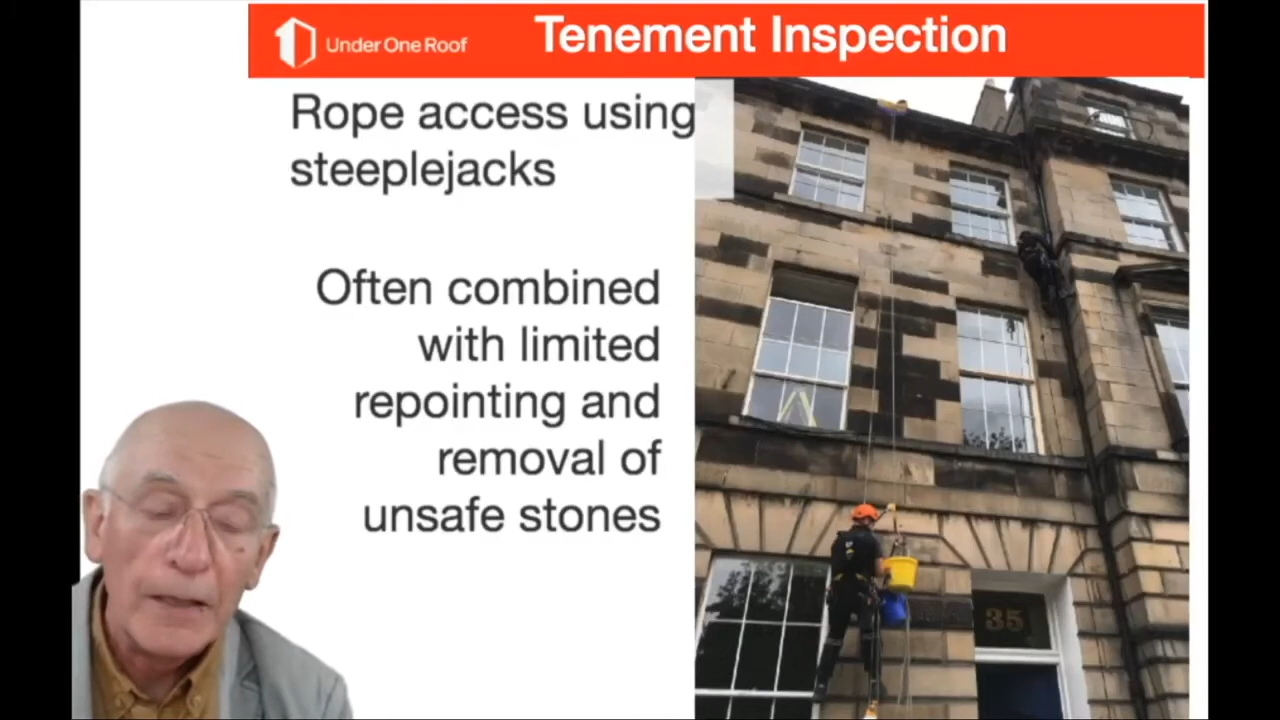 Under One Roof
Tenement Inspection
Rope access using
steeplejacks
Often combined
with limited
repointing and
removal of
unsafe stones
35